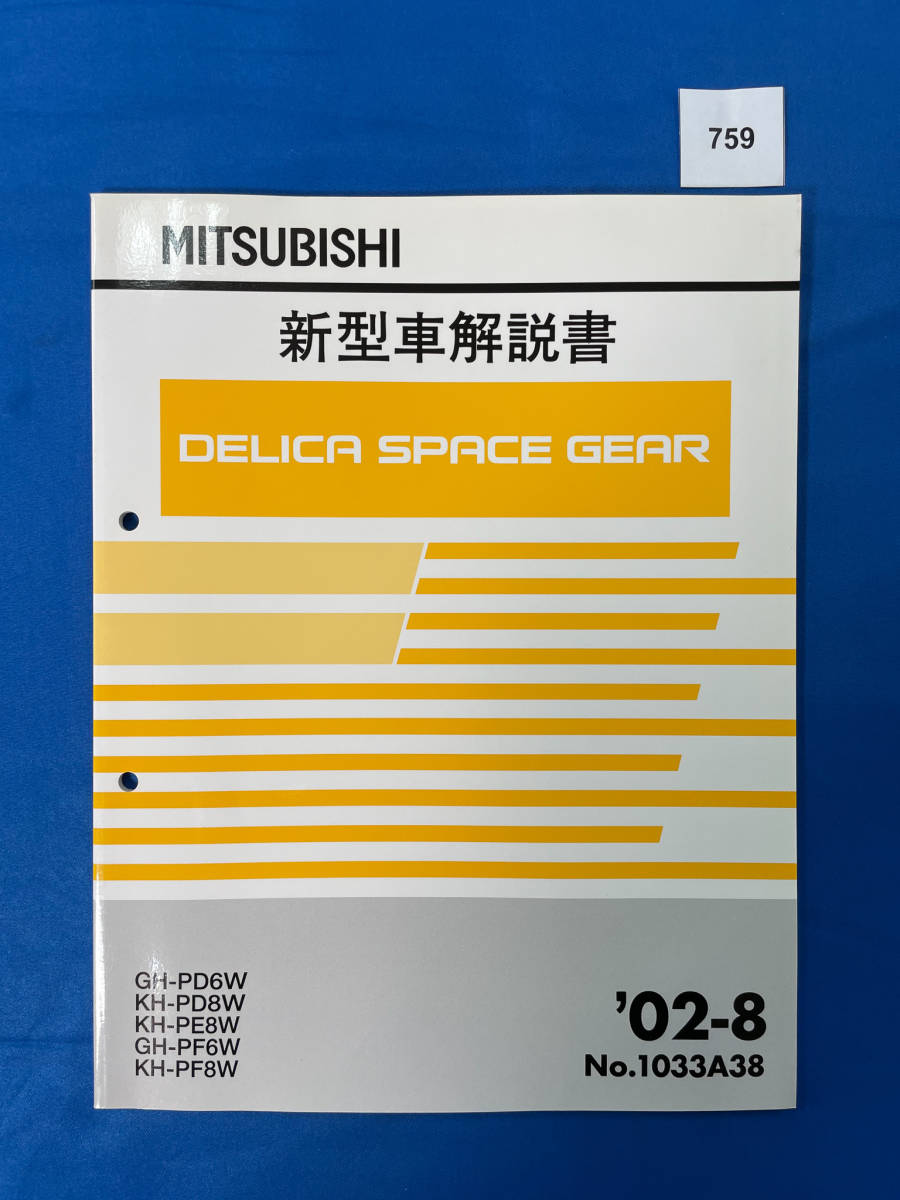 759
MITSUBISHI
新型車解説書
DELICA SPACE GEAR
GH-PD6W
KH-PD8W
KH-PE8W
GH-PF6W
KH-PF8W
’02-8
No.1033A38